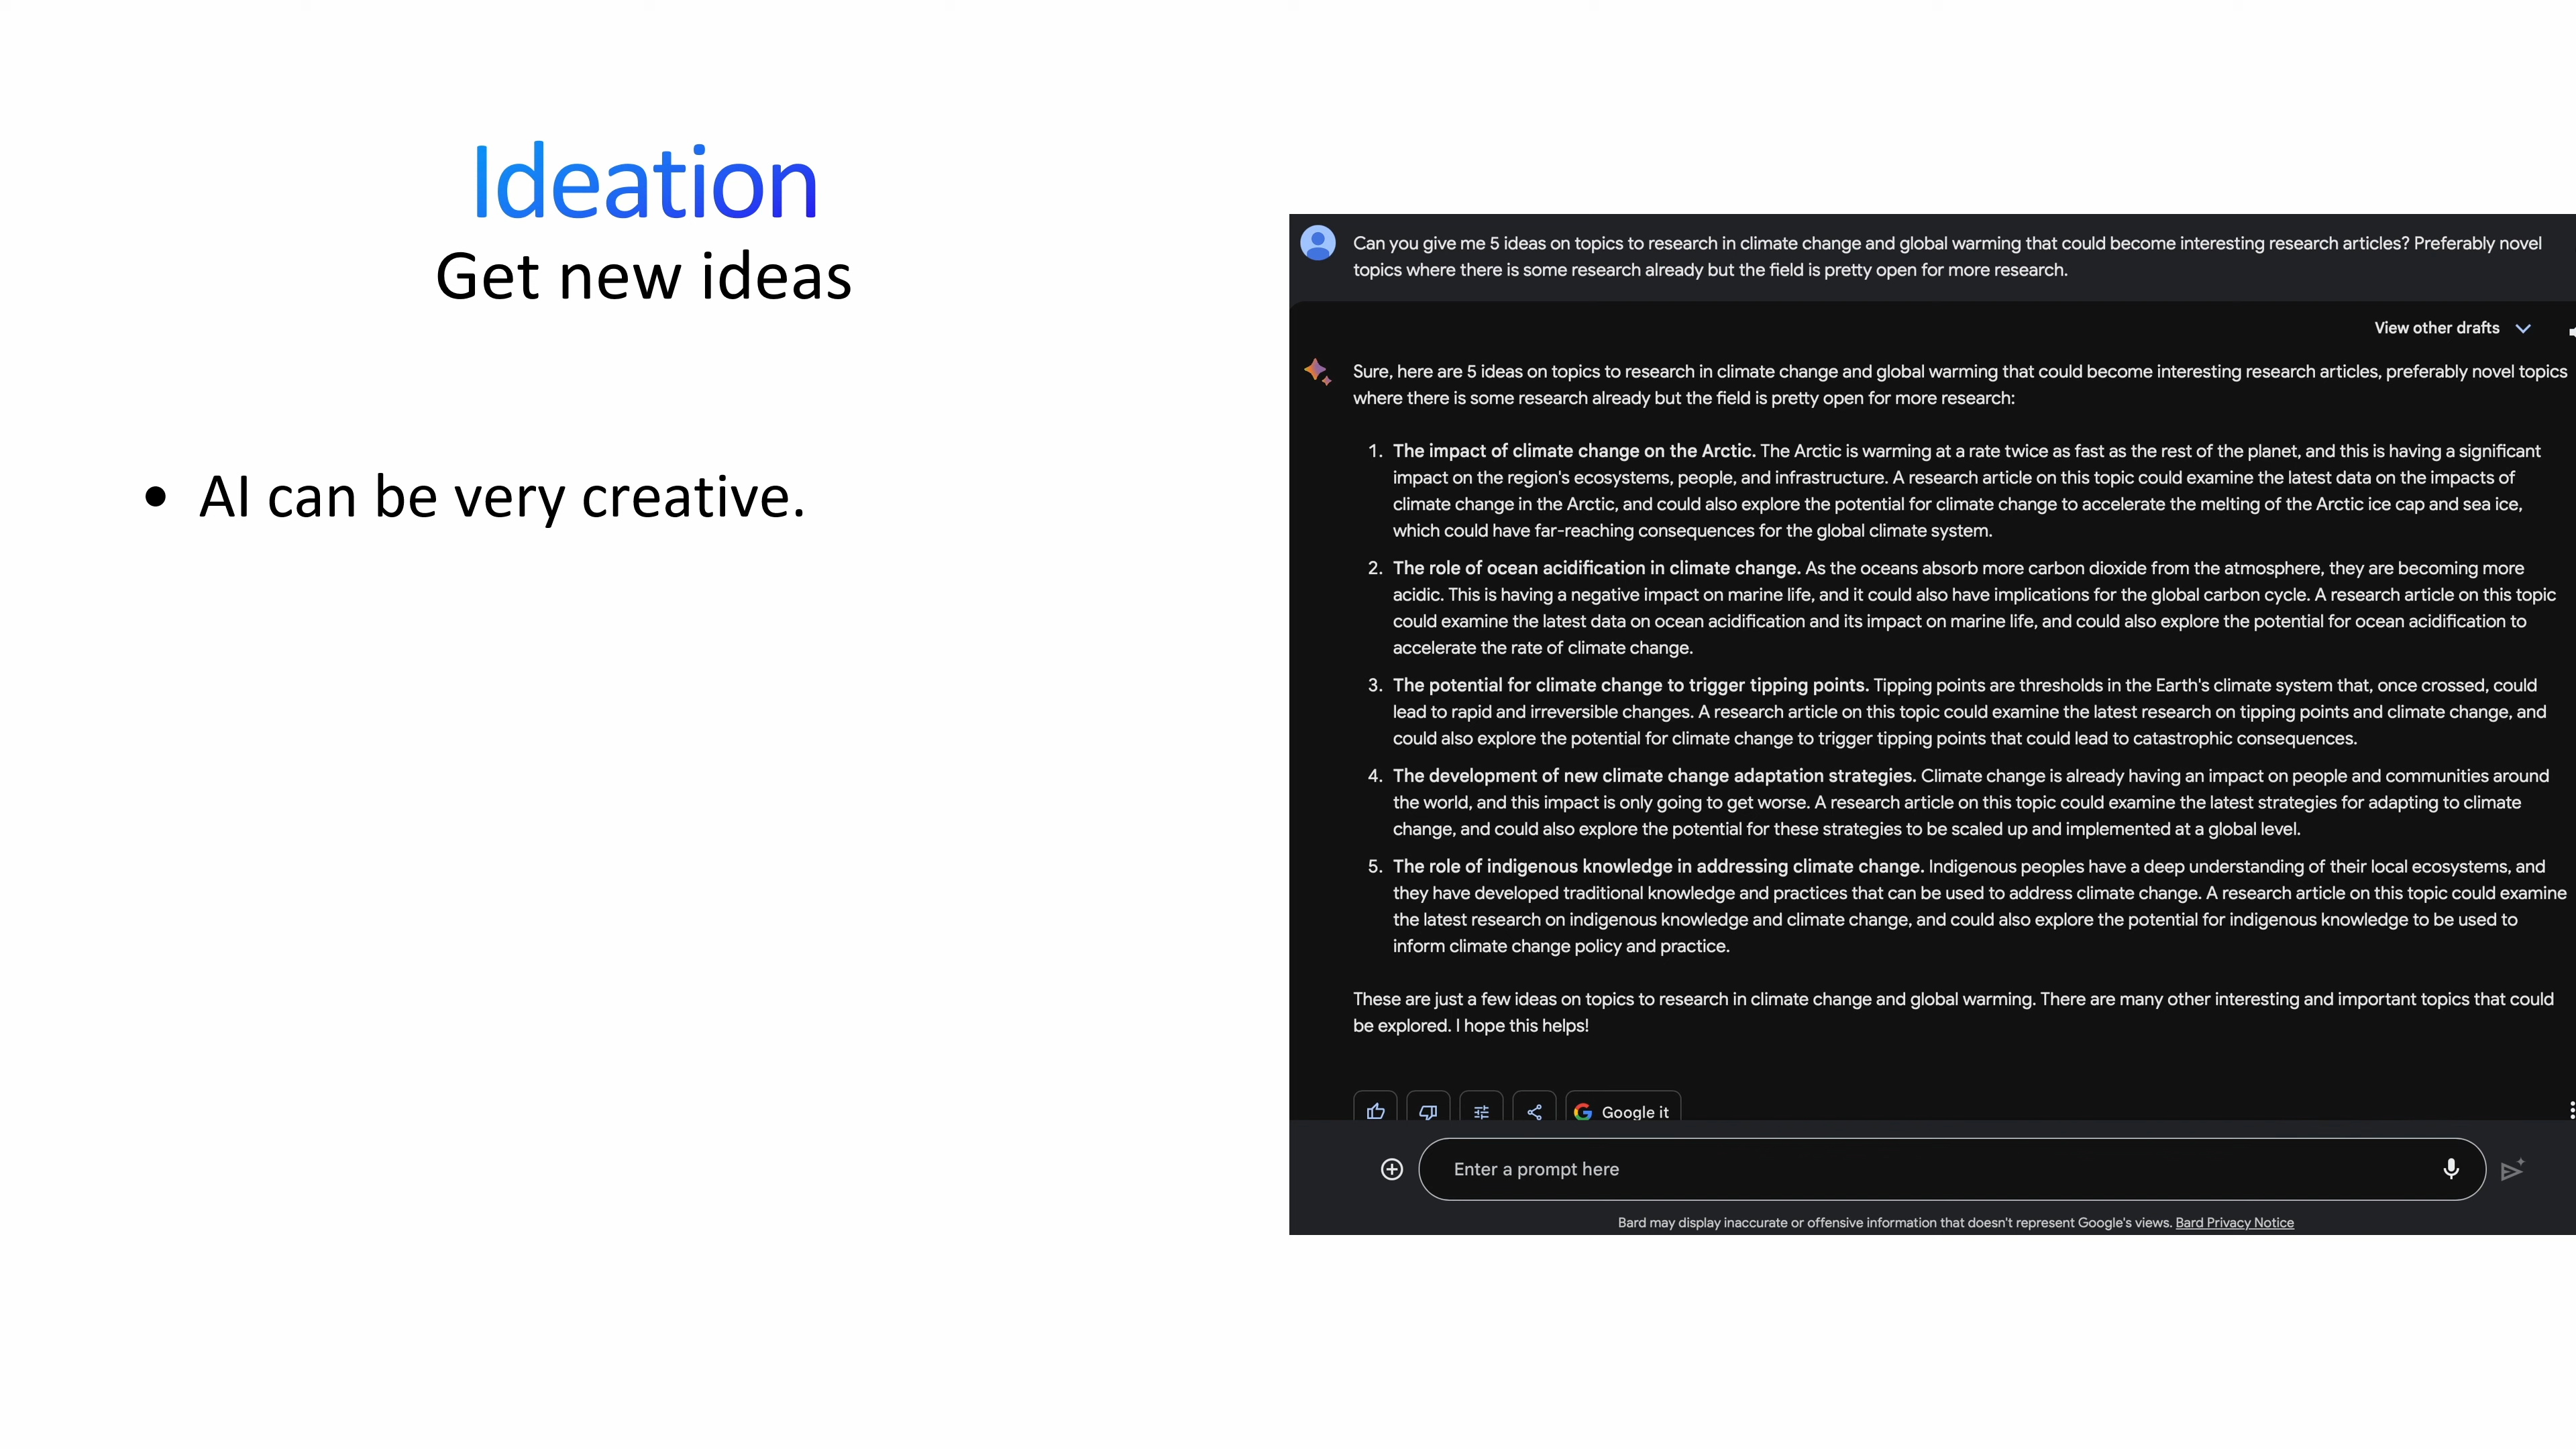 Ideation
Get new ideas
• AI can be very creative.
Can you give me 5 ideas on topics to research in climate change and global warming that could become interesting research articles? Preferably novel
topics where there is some research already but the field is pretty open for more research.
View other drafts
Sure, here are 5 ideas on topics to research in climate change and global warming that could become interesting research articles, preferably novel topics
where there is some research already but the field is pretty open for more research:
1. The impact of climate change on the Arctic. The Arctic is warming at a rate twice as fast as the rest of the planet, and this is having a significant
impact on the region's ecosystems, people, and infrastructure. A research article on this topic could examine the latest data on the impacts of
climate change in the Arctic, and could also explore the potential for climate change to accelerate the melting of the Arctic ice cap and sea ice,
which could have far-reaching consequences for the global climate system.
2. The role of ocean acidification in climate change. As the oceans absorb more carbon dioxide from the atmosphere, they are becoming more
acidic. This is having a negative impact on marine life, and it could also have implications for the global carbon cycle. A research article on this topic
could examine the latest data on ocean acidification and its impact on marine life, and could also explore the potential for ocean acidification to
accelerate the rate of climate change.
3. The potential for climate change to trigger tipping points. Tipping points are thresholds in the Earth's climate system that, once crossed, could
lead to rapid and irreversible changes. A research article on this topic could examine the latest research on tipping points and climate change, and
could also explore the potential for climate change to trigger tipping points that could lead to catastrophic consequences.
4. The development of new climate change adaptation strategies. Climate change is already having an impact on people and communities around
the world, and this impact is only going to get worse. A research article on this topic could examine the latest strategies for adapting to climate
change, and could also explore the potential for these strategies to be scaled up and implemented at a global level.
5. The role of indigenous knowledge in addressing climate change. Indigenous peoples have a deep understanding of their local ecosystems, and
they have developed traditional knowledge and practices that can be used to address climate change. A research article on this topic could examine
the latest research on indigenous knowledge and climate change, and could also explore the potential for indigenous knowledge to be used to
inform climate change policy and practice.
These are just a few ideas on topics to research in climate change and global warming. There are many other interesting and important topics that could
be explored. I hope this helps!
Google it
Enter a prompt here
Bard may display inaccurate or offensive information that doesn't represent Google's views. Bard Privacy Notice